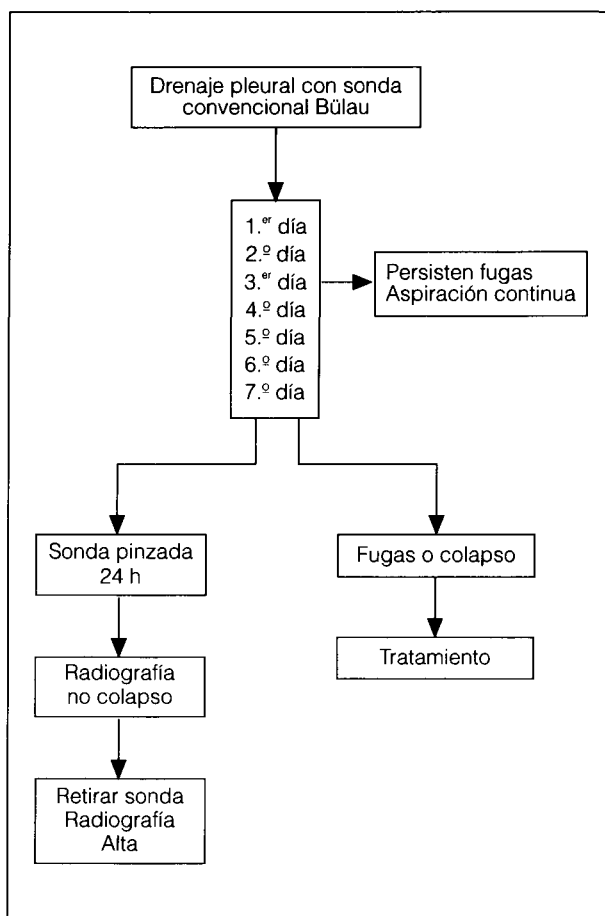 Drenaje pleural con sonda
convencional Bülau
1.er día
2.º día
3.er día
4.º día
5.º día
6.º día
7.º día
Persisten fugas
Aspiración continua
Sonda pinzada
24 h
Fugas o colapso
Radiografía
no colapso
Tratamiento
Retirar sonda
Radiografía
Alta